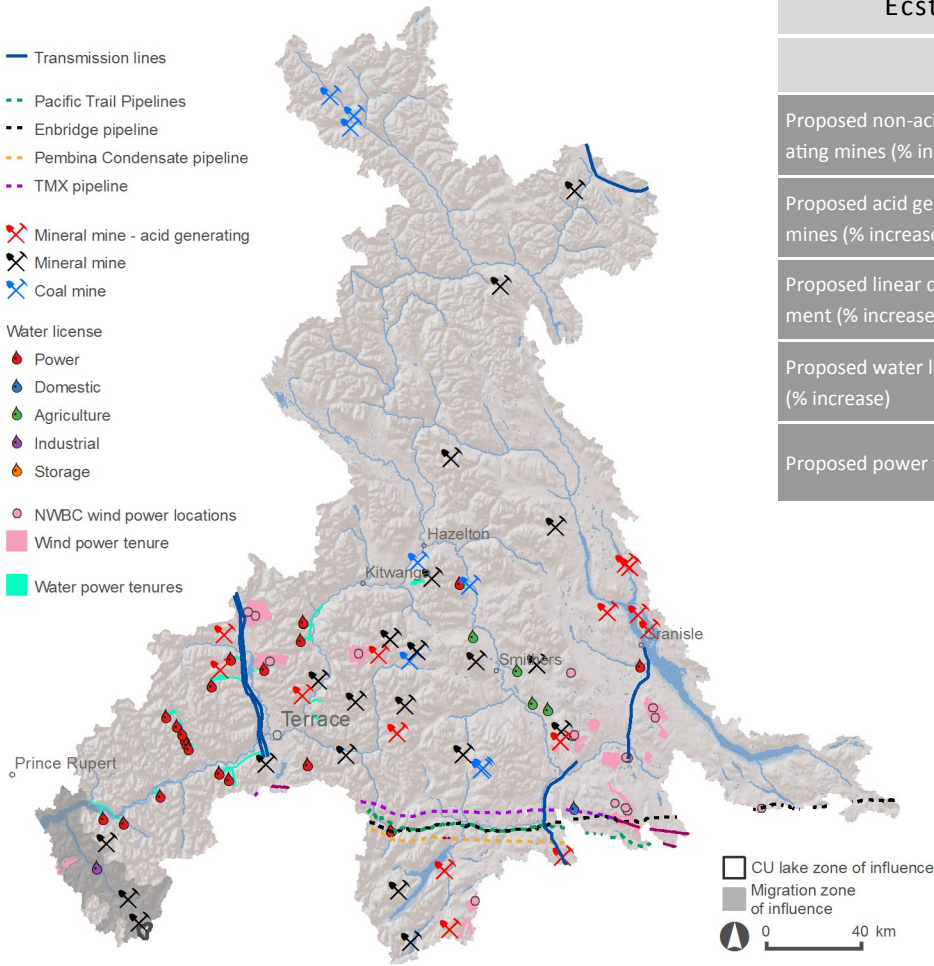 Transmission lines
Pacific Trail Pipelines
Enbridge pipeline
Pembina Condensate pipeline
TMX pipeline
Mineral mine - acid generating
Mineral mine
Coal mine
Water license
Power
Domestic
Agriculture
Industrial
Storage
NWBC wind power locations
Wind power tenure
Water power tenures
Hazelton
Kitwanga
Granisle
Smithers
Terrace
Prince Rupert
CU lake zone of influence
Migration zone
of influence
0 40 km
Ecst
Proposed non-aci
ating mines (% in
Proposed acid ge
mines (% increase
Proposed linear d
ment (% increase
Proposed water l
(% increase)
Proposed power